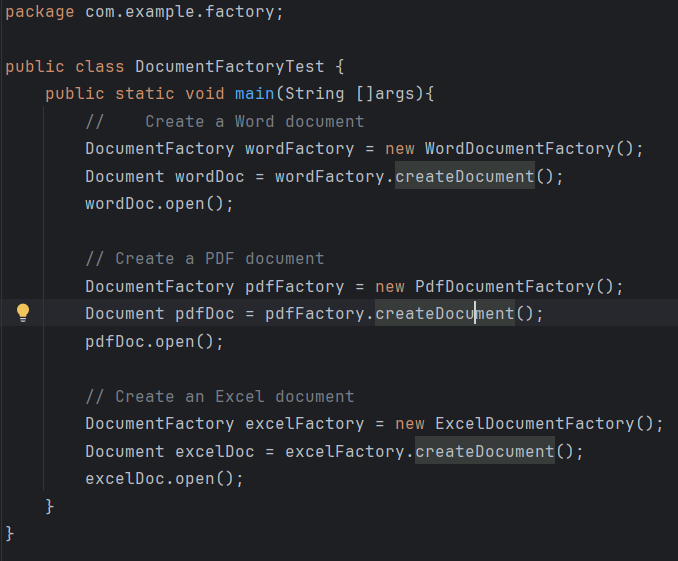 package com.example.factory;
public class DocumentFactoryTest {
public static void main(String []args){
//    Create a Word document
DocumentFactory wordFactory = new WordDocumentFactory();
Document wordDoc = wordFactory.createDocument();
wordDoc.open();
// Create a PDF document
DocumentFactory pdfFactory = new PdfDocumentFactory();
Document pdfDoc = pdfFactory.createDocument();
pdfDoc.open();
// Create an Excel document
DocumentFactory excelFactory = new ExcelDocumentFactory();
Document excelDoc = excelFactory.createDocument();
excelDoc.open();
}
}